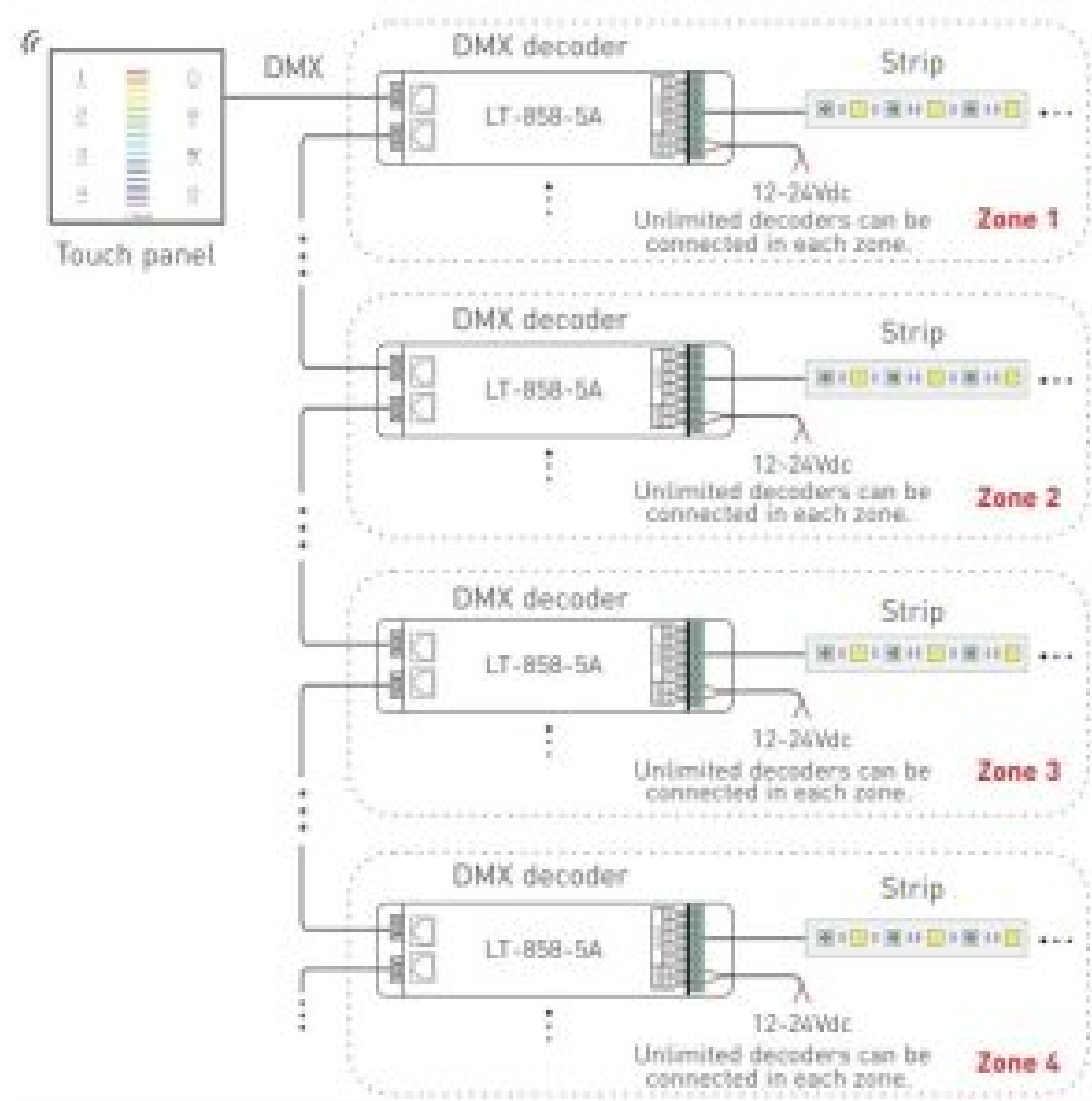 DMX
Touch panel
DMX decoder
LT-858-5A
Strip
12-24Vdc
Unlimited decoders can be
connected in each zone.
Zone 1
DMX decoder
LT-858-5A
Strip
12-24Vdc
Unlimited decoders can be
connected in each zone.
Zone 2
DMX decoder
LT-858-5A
Strip
12-24Vdc
Unlimited decoders can be
connected in each zone.
Zone 3
DMX decoder
LT-858-5A
Strip
12-24Vdc
Unlimited decoders can be
connected in each zone.
Zone 4